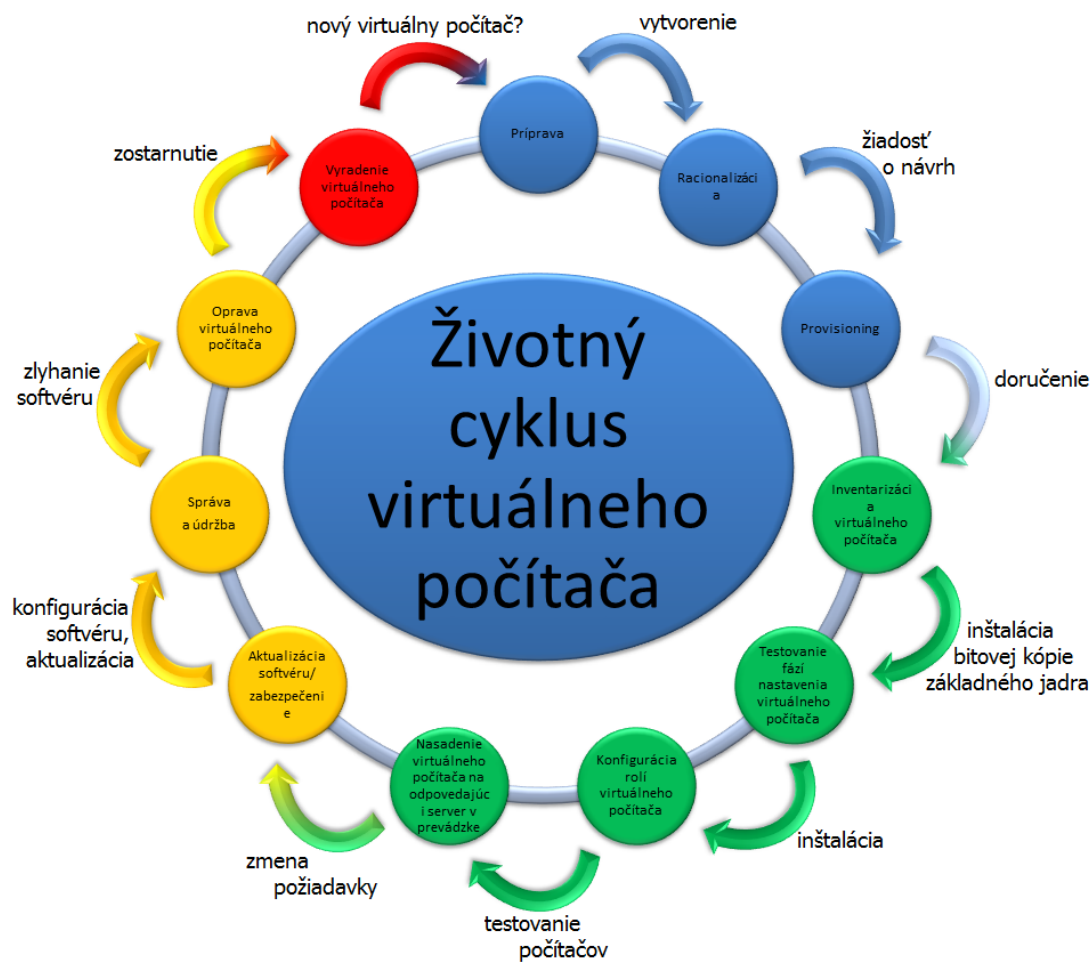 nový virtuálny počítač?
vytvorenie
Príprava
Racionalizáci
a
žiadosť
o návrh
Provisioning
doručenie
Inventarizáci
a virtuálneho
počítača
inštalácia
bitovej kópie
základného jadra
Testovanie
fází
nastavenia
virtuálneho
počítača
inštalácia
Konfigurácia
rolí
virtuálneho
počítača
testovanie
počítačov
Nasadenie
virtuálneho
počítača na
odpovedajúc
i server v
prevádzke
zmena
požiadavky
Aktualizácia
softvéru/
zabezpečeni
e
konfigurácia
softvéru,
aktualizácia
Správa
a údržba
zlyhanie
softvéru
Oprava
virtuálneho
počítača
zostarnutie
Vyradenie
virtuálneho
počítača
Životný
cyklus
virtuálneho
počítača